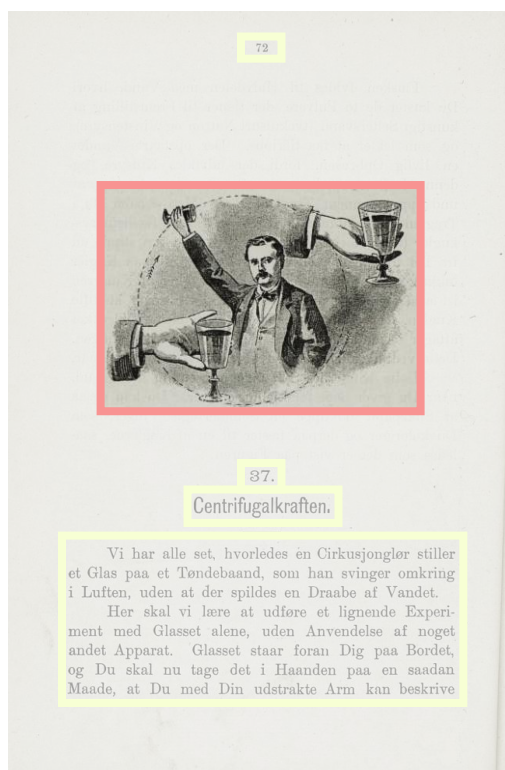 72
37.
Centrifugalkraften.
Vi har alle set, hvorledes en Cirkusjonglør stiller
et Glas paa et Tøndebaand, som han svinger omkring
i Luften, uden at der spildes en Draabe af Vandet.
Her skal vi lære at udføre et lignende Experi-
ment med Glasset alene, uden Anvendelse af noget
andet Apparat. Glasset staar foran Dig paa Bordet,
og Du skal nu tage det i Haanden paa en saadan
Maade, at Du med Din udstrakte Arm kan beskrive